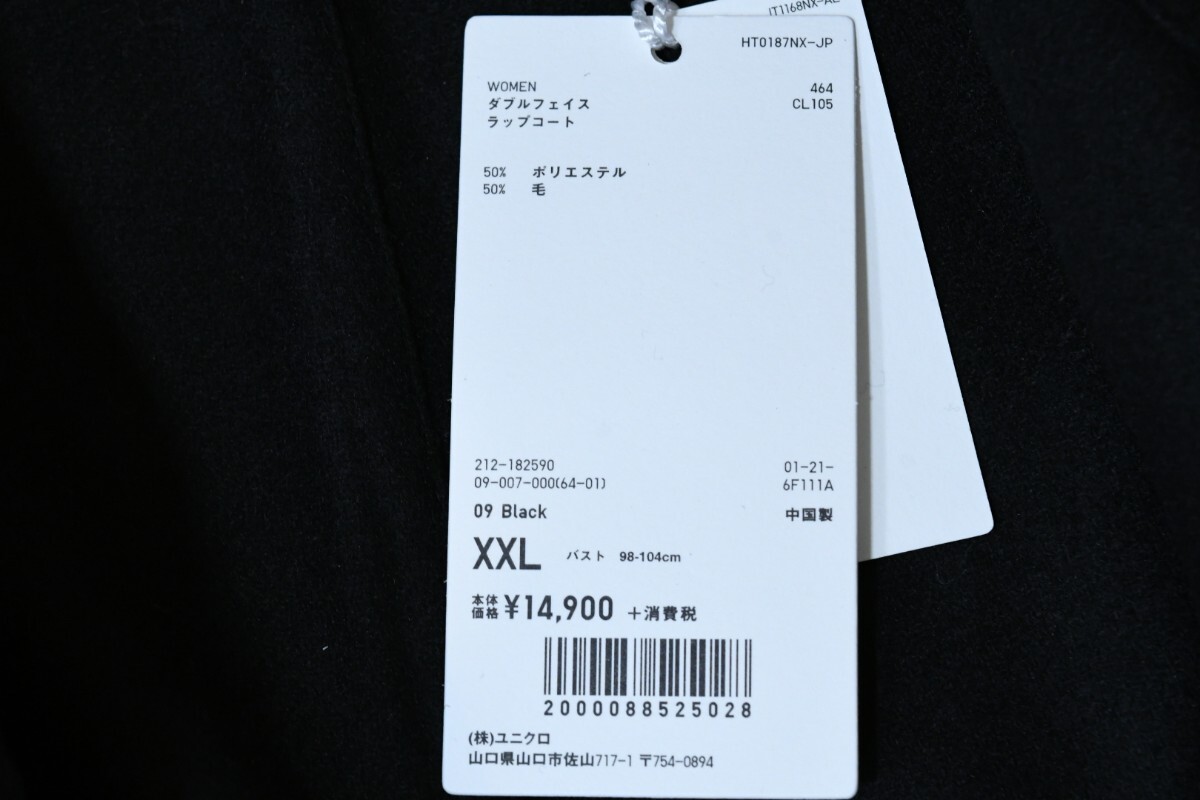 IT1168NX-AL
HT0187NX-JP
WOMEN 464
ダブルフェイス CL105
ラップコート
50% ポリエステル
50% 毛
212-182590 01-21-
09-007-000(64-01) 6F111A
09 Black 中国製
XXL バスト 98-104cm
本体価格 ¥14,900 +消費税
2000088525028
(株)ユニクロ
山口県山口市佐山717-1 〒754-0894